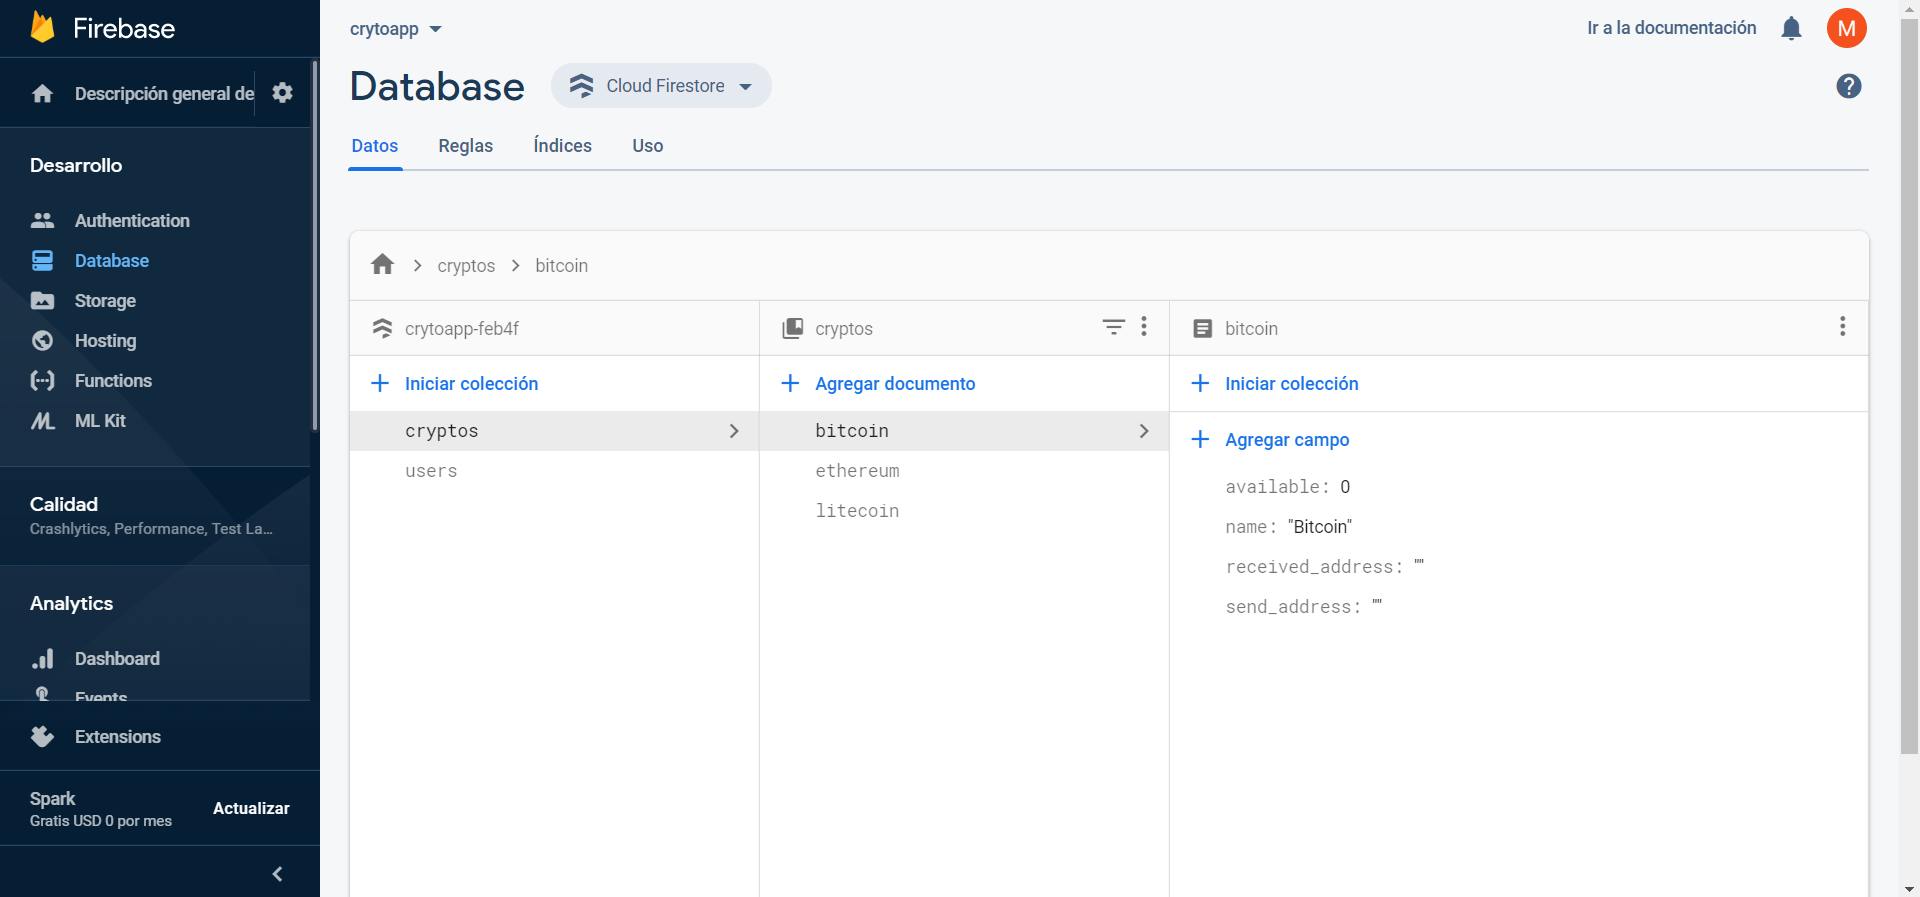 Firebase
Descripción general de
Desarrollo
Authentication
Database
Storage
Hosting
Functions
ML Kit
Calidad
Crashlytics, Performance, Test La...
Analytics
Dashboard
Events
Extensions
Spark
Gratis USD 0 por mes
Actualizar
crytoapp
Ir a la documentación
M
Database
Cloud Firestore
?
Datos Reglas Índices Uso
cryptos > bitcoin
crytoapp-feb4f
+ Iniciar colección
cryptos
users
cryptos
+ Agregar documento
bitcoin
ethereum
litecoin
bitcoin
+ Iniciar colección
+ Agregar campo
available: 0
name: "Bitcoin"
received_address: ""
send_address: ""